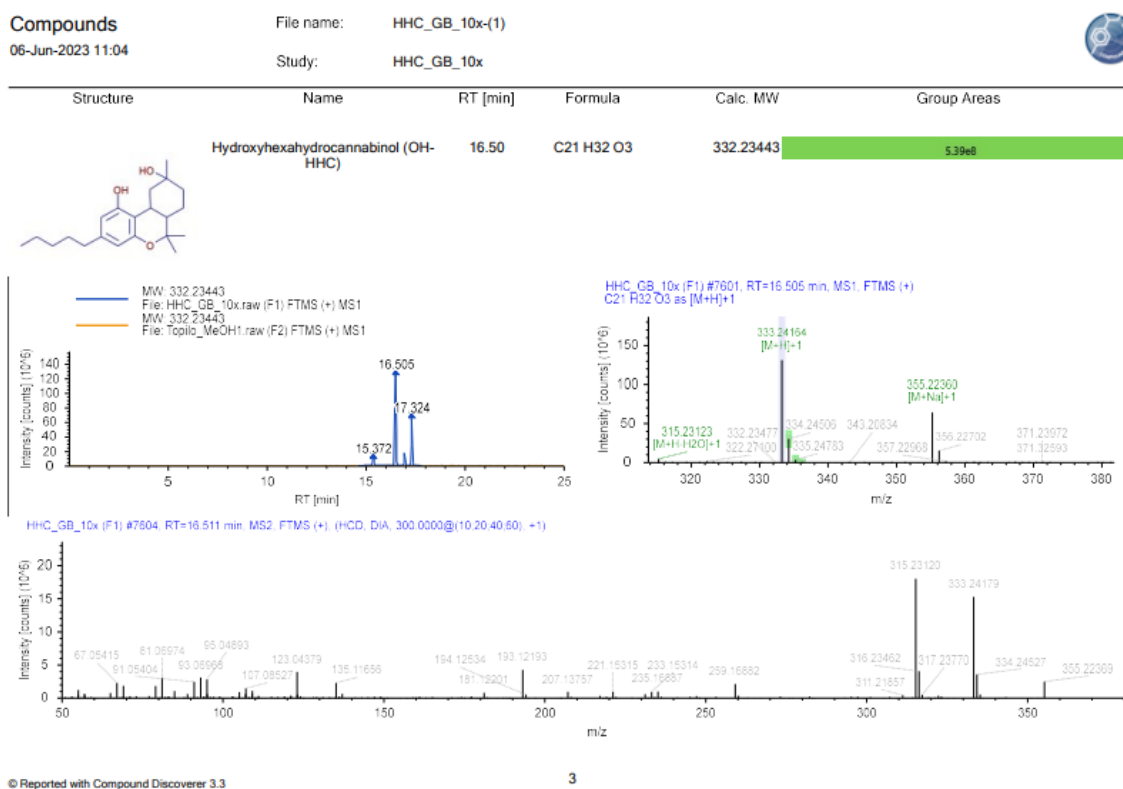 Compounds
06-Jun-2023 11:04
File name: HHC_GB_10x-(1)
Study: HHC_GB_10x
Structure Name RT [min] Formula Calc. MW Group Areas
Hydroxyhexahydrocannabinol (OH-
HHC)
16.50 C21 H32 O3 332.23443 5.39e8
HO
OH
O
MW: 332.23443
File: HHC_GB_10x.raw (F1) FTMS (+) MS1
MW: 332.23443
File: Topilo_MeOH1.raw (F2) FTMS (+) MS1
Intensity [counts] (10^6)
140
120
100
80
60
40
20
0
16.505
17.324
15.372
5 10 15 20 25
RT [min]
HHC_GB_10x (F1) #7601, RT=16.505 min, MS1, FTMS (+)
C21 H32 O3 as [M+H]+1
Intensity [counts] (10^6)
150
100
50
0
333.24164
[M+H]+1
355.22360
[M+Na]+1
315.23123
[M+H-H2O]+1
332.23477
322.27100
334.24506
335.24783
343.20834
357.22968
356.22702
371.23972
371.32593
320 330 340 350 360 370 380
m/z
HHC_GB_10x (F1) #7604, RT=16.511 min, MS2, FTMS (+), (HCD, DIA, 300.0000@(10;20;40;60), +1)
Intensity [counts] (10^6)
20
15
10
5
0
67.05415
81.06974
91.05404
93.06968
95.04893
107.08527
123.04379
135.11656
181.12201
194.12534
193.12193
207.13757
221.15315
233.15314
235.16887
259.16882
311.21857
315.23120
316.23462
317.23770
333.24179
334.24527
355.22369
50 100 150 200 250 300 350
m/z
© Reported with Compound Discoverer 3.3
3